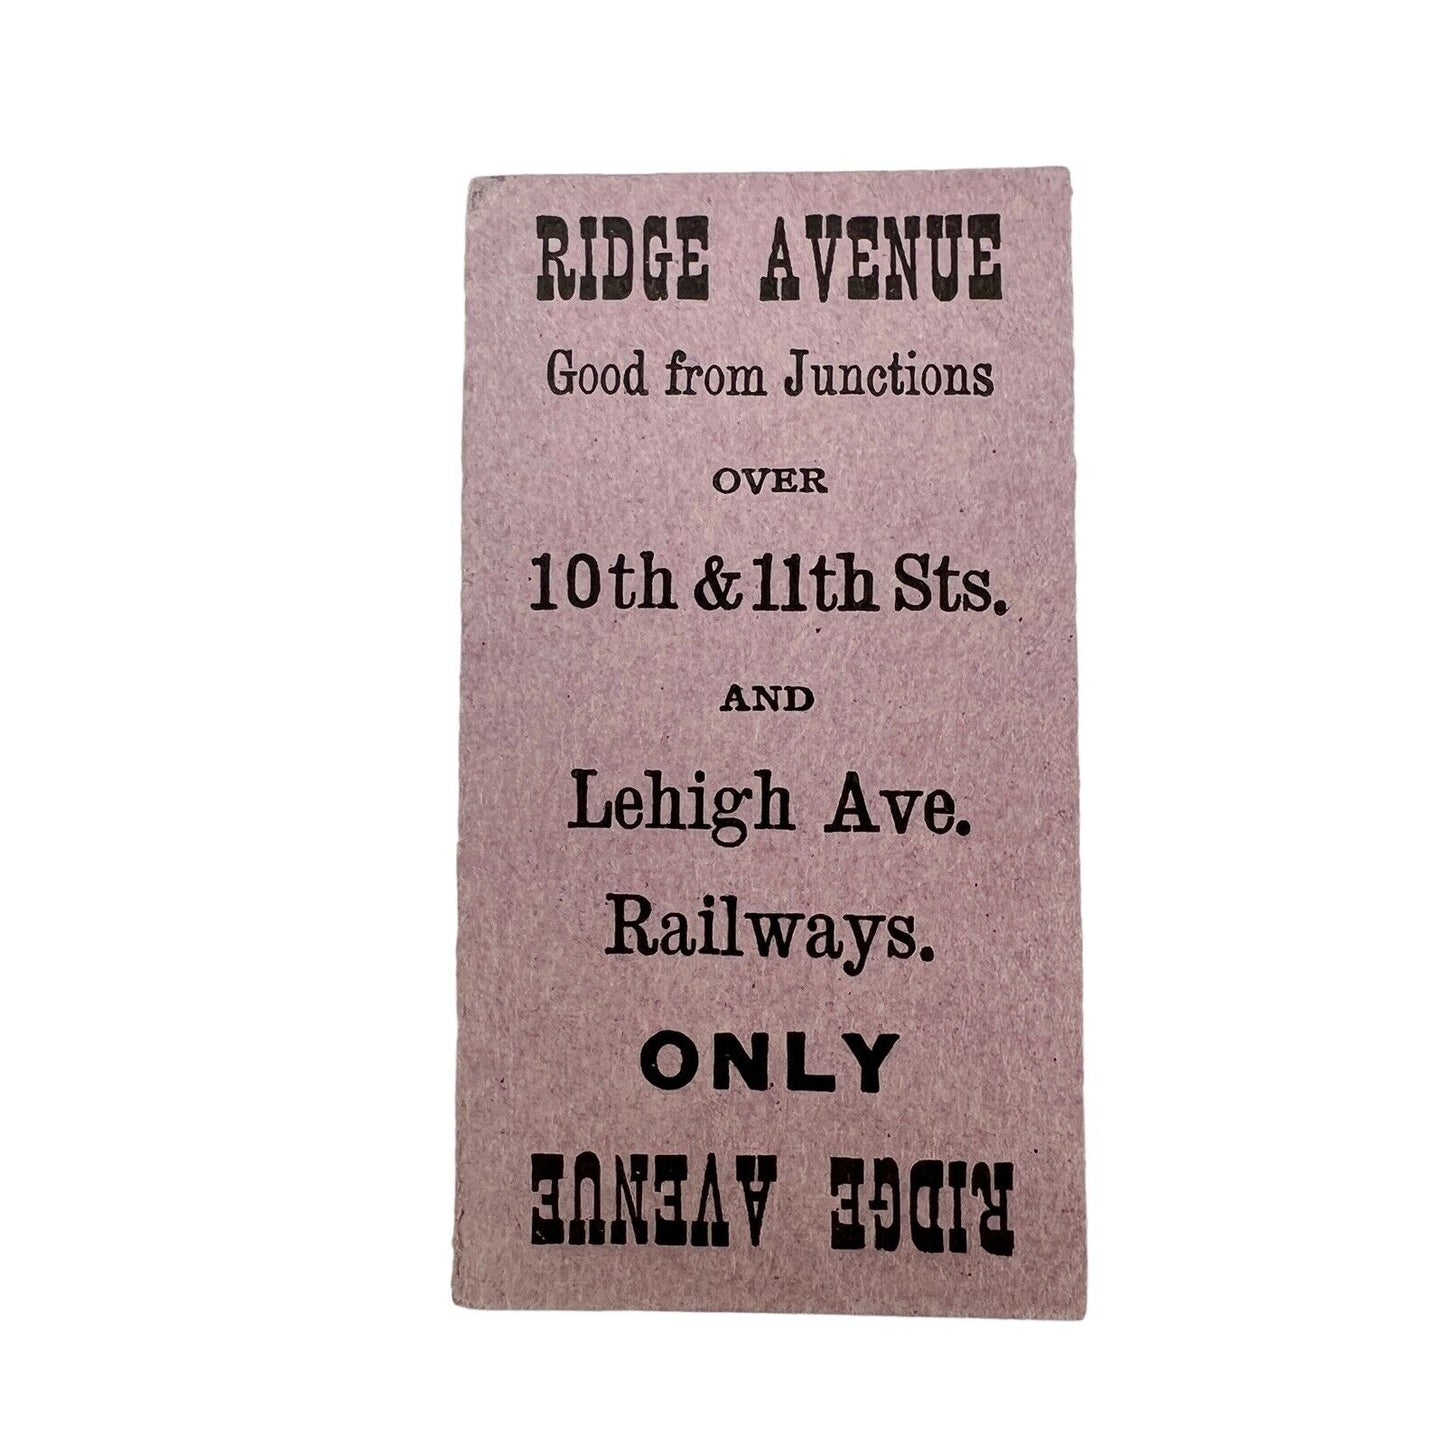 RIDGE AVENUE
Good from Junctions
OVER
10th & 11th Sts.
AND
Lehigh Ave.
Railways.
ONLY
RIDGE AVENUE